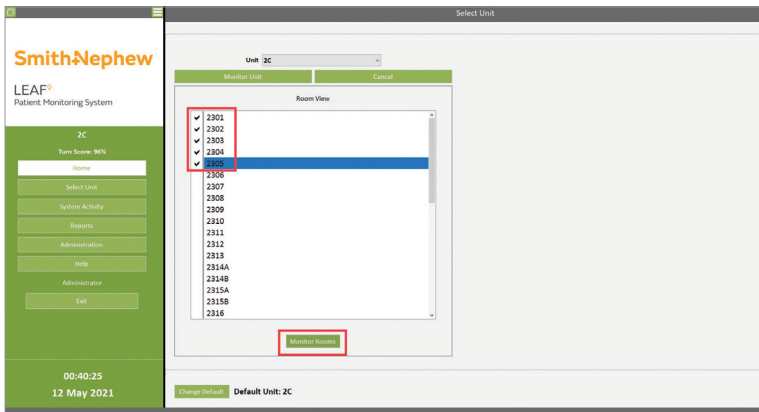 Select Unit
Smith+Nephew
LEAF◊
Patient Monitoring System
2C
Turn Score: 96%
Home
Select Unit
System Activity
Reports
Administration
Help
Administrator
Exit
00:40:25
12 May 2021
Unit 2C
Monitor Unit Cancel
Room View
2301
2302
2303
2304
2305
2306
2307
2308
2309
2310
2311
2312
2313
2314A
2314B
2315A
2315B
2316
Monitor Rooms
Change Default Default Unit: 2C